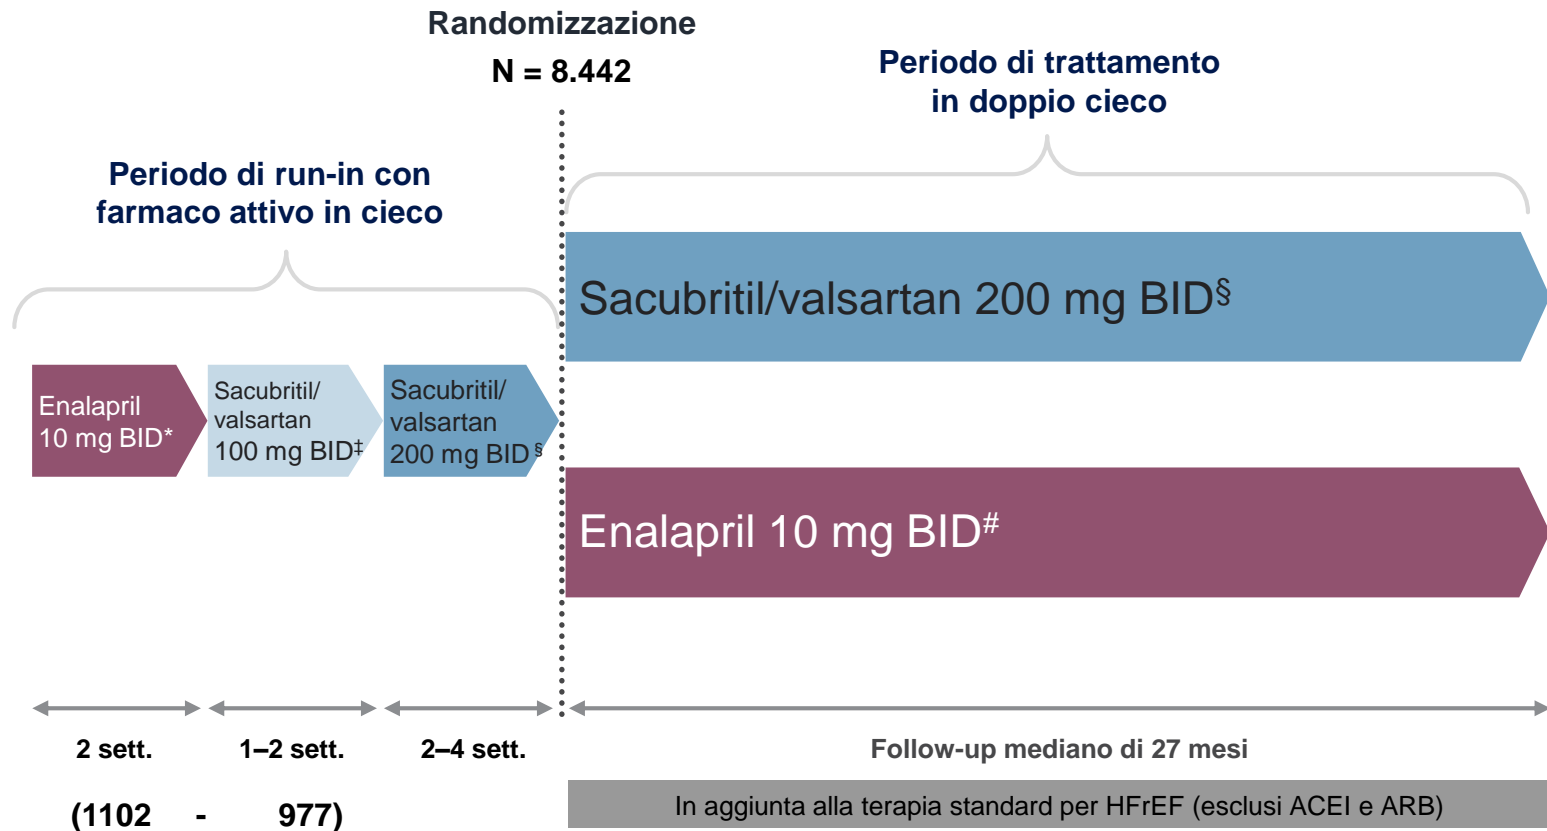 Randomizzazione
N = 8.442
Periodo di trattamento
in doppio cieco
Periodo di run-in con
farmaco attivo in cieco
Sacubritil/valsartan 200 mg BID§
Enalapril
10 mg BID*
Sacubritil/
valsartan
100 mg BID‡
Sacubritil/
valsartan
200 mg BID§
Enalapril 10 mg BID#
2 sett.
1–2 sett.
2–4 sett.
Follow-up mediano di 27 mesi
(1102 - 977)
In aggiunta alla terapia standard per HFrEF (esclusi ACEI e ARB)